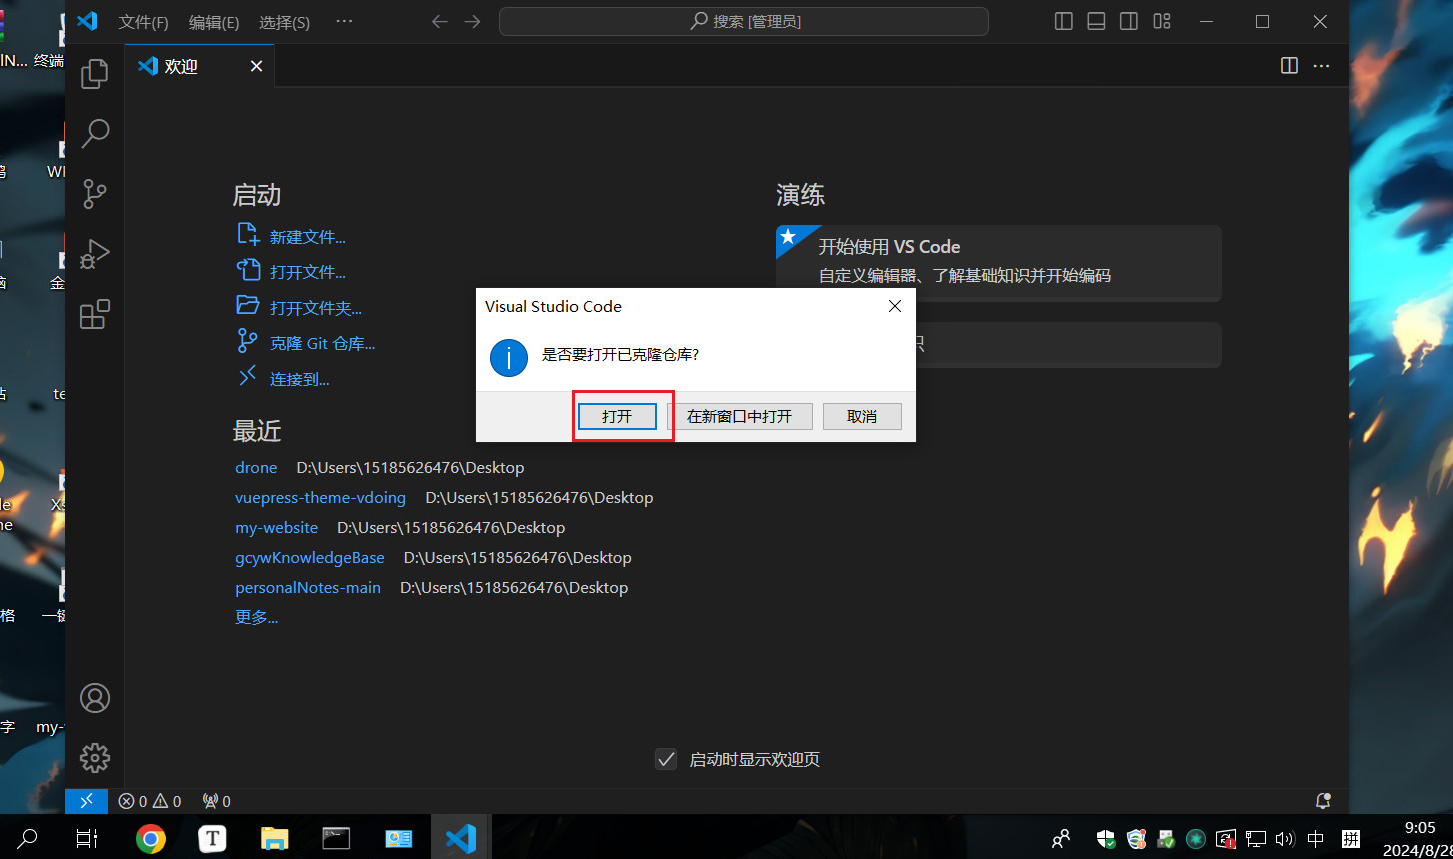 文件(F) 编辑(E) 选择(S) ···
搜索 [管理员]
欢迎
启动
新建文件...
打开文件...
打开文件夹...
克隆 Git 仓库...
连接到...
最近
drone D:\Users\15185626476\Desktop
vuepress-theme-vdoing D:\Users\15185626476\Desktop
my-website D:\Users\15185626476\Desktop
gcywKnowledgeBase D:\Users\15185626476\Desktop
personalNotes-main D:\Users\15185626476\Desktop
更多...
演练
开始使用 VS Code
自定义编辑器、了解基础知识并开始编码
Visual Studio Code
是否要打开已克隆仓库?
打开 在新窗口中打开 取消
启动时显示欢迎页
0 0 0
终端
格
字
T
中 拼
9:05
2024/8/28